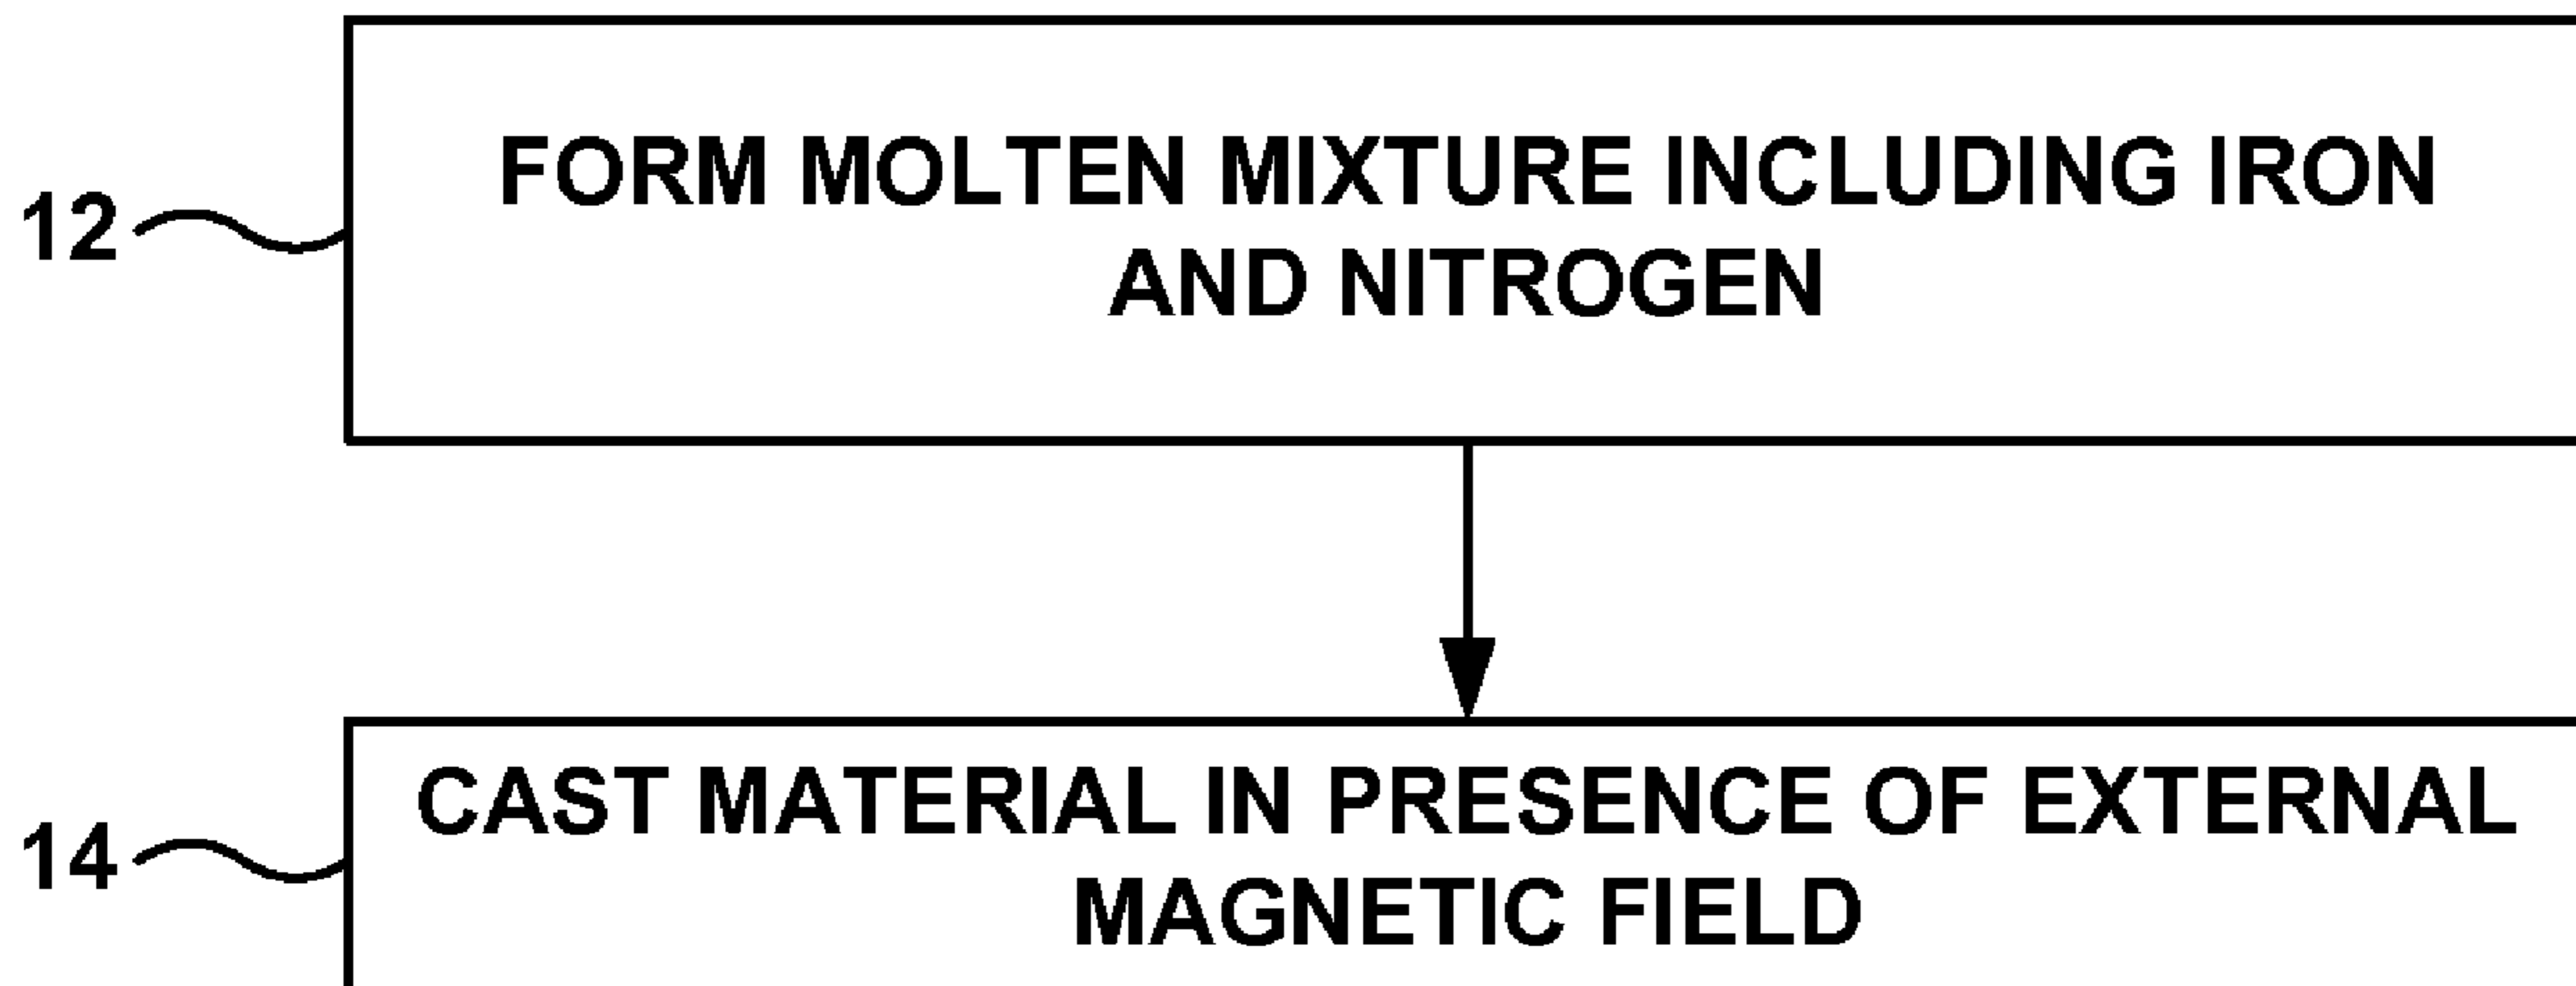 12
FORM MOLTEN MIXTURE INCLUDING IRON
AND NITROGEN
14
CAST MATERIAL IN PRESENCE OF EXTERNAL
MAGNETIC FIELD